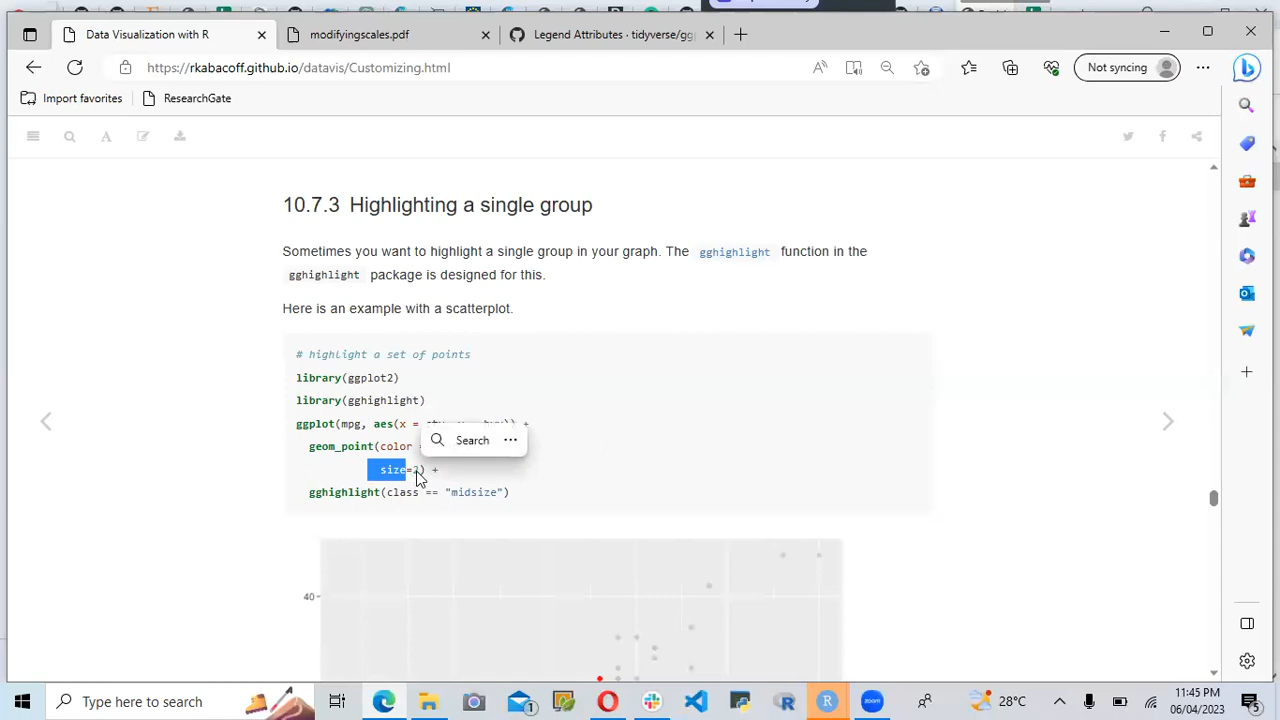 Data Visualization with R
modifyingscales.pdf
Legend Attributes · tidyverse/ggp
https://rkabacoff.github.io/datavis/Customizing.html
Not syncing
Import favorites
ResearchGate
10.7.3 Highlighting a single group
Sometimes you want to highlight a single group in your graph. The gghighlight function in the
gghighlight package is designed for this.
Here is an example with a scatterplot.
# highlight a set of points
library(ggplot2)
library(gghighlight)
ggplot(mpg, aes(x =
Search
geom_point(color
size=2) +
gghighlight(class == "midsize")
40
Type here to search
28°C
11:45 PM
06/04/2023